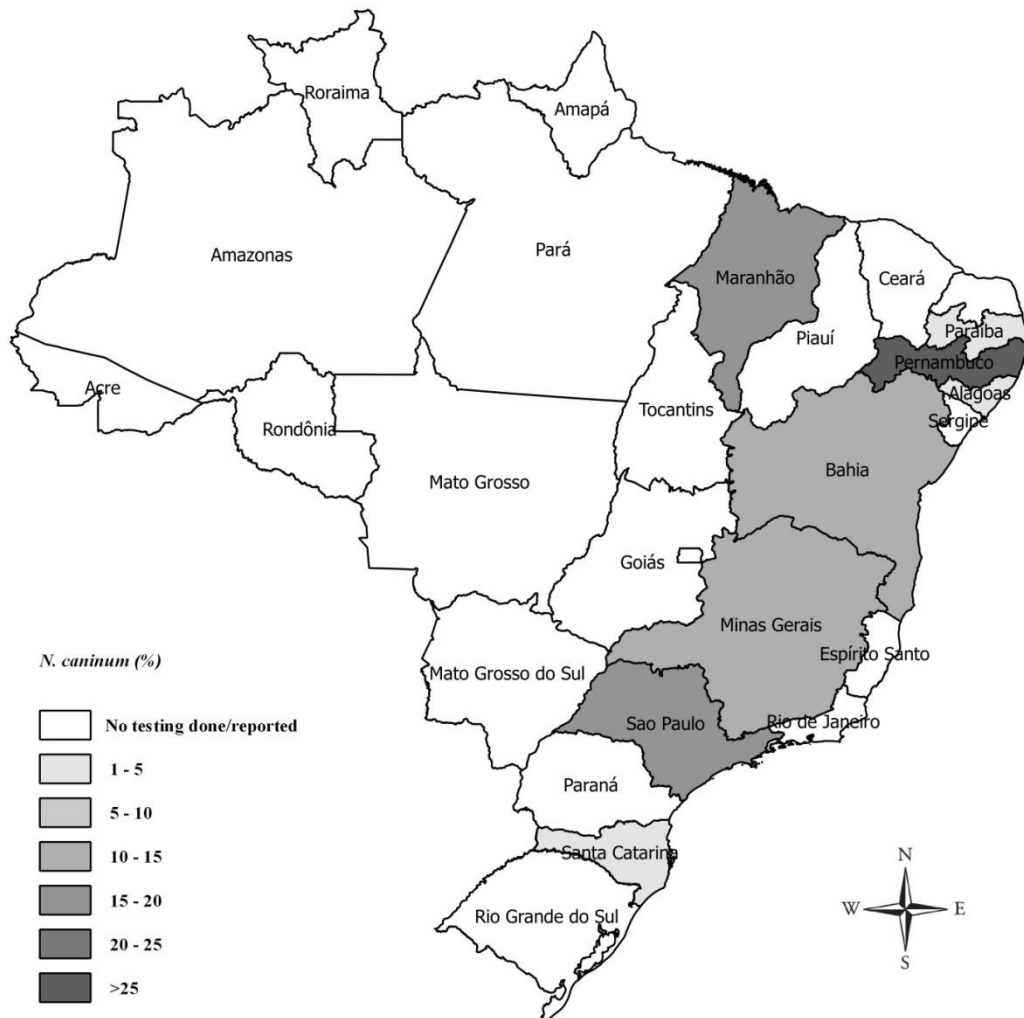 Roraima
Amapá
Amazonas
Pará
Maranhão
Ceará
Paraíba
Piauí
Pernambuco
Acre
Alagoas
Tocantins
Sergipe
Rondônia
Bahia
Mato Grosso
Goiás
Minas Gerais
Espírito Santo
Mato Grosso do Sul
Sao Paulo
Rio de Janeiro
Paraná
Santa Catarina
Rio Grande do Sul
N. caninum (%)
No testing done/reported
1 - 5
5 - 10
10 - 15
15 - 20
20 - 25
>25
N
W E
S